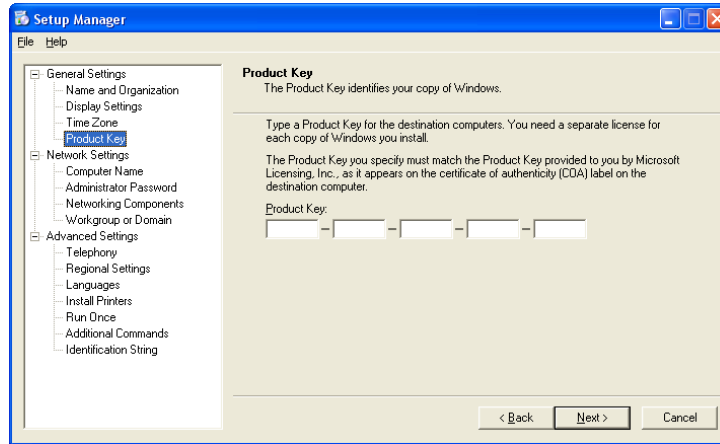 Setup Manager
File Help
General Settings
Name and Organization
Display Settings
Time Zone
Product Key
Network Settings
Computer Name
Administrator Password
Networking Components
Workgroup or Domain
Advanced Settings
Telephony
Regional Settings
Languages
Install Printers
Run Once
Additional Commands
Identification String
Product Key
The Product Key identifies your copy of Windows.
Type a Product Key for the destination computers. You need a separate license for
each copy of Windows you install.
The Product Key you specify must match the Product Key provided to you by Microsoft
Licensing, Inc., as it appears on the certificate of authenticity (COA) label on the
destination computer.
Product Key:
< Back Next > Cancel